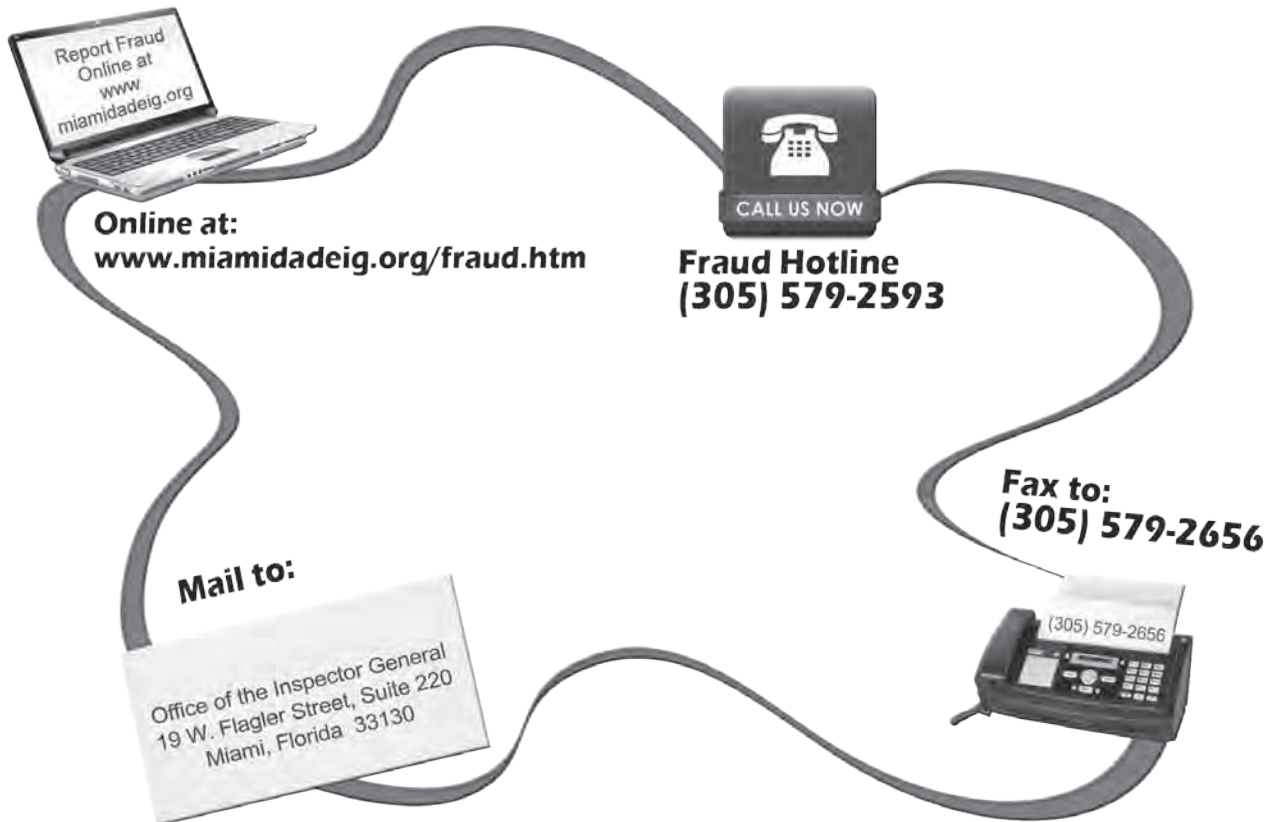 Report Fraud
Online at
www
miamidadeig.org
Online at:
www.miamidadeig.org/fraud.htm
CALL US NOW
Fraud Hotline
(305) 579-2593
Fax to:
(305) 579-2656
(305) 579-2656
Mail to:
Office of the Inspector General
19 W. Flagler Street, Suite 220
Miami, Florida 33130